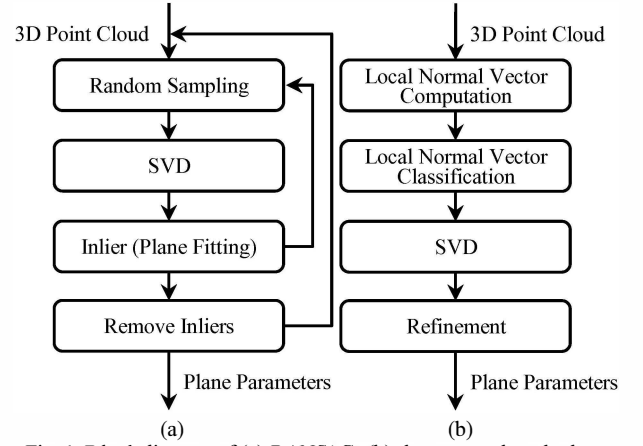 3D Point Cloud
Random Sampling
SVD
Inlier (Plane Fitting)
Remove Inliers
Plane Parameters
(a)
3D Point Cloud
Local Normal Vector
Computation
Local Normal Vector
Classification
SVD
Refinement
Plane Parameters
(b)